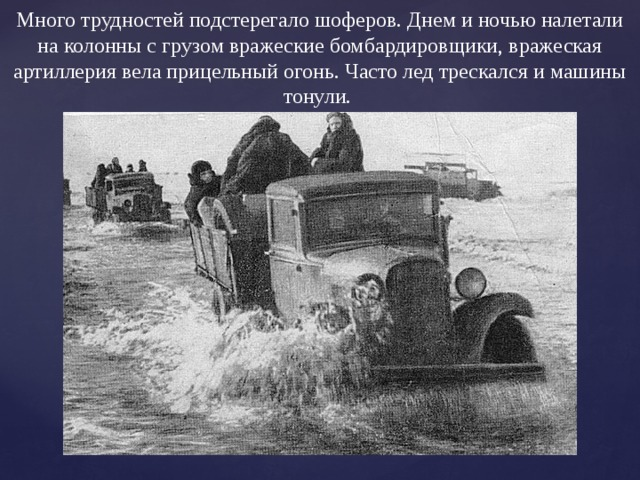 Много трудностей подстерегало шоферов. Днем и ночью налетали
на колонны с грузом вражеские бомбардировщики, вражеская
артиллерия вела прицельный огонь. Часто лед трескался и машины
тонули.